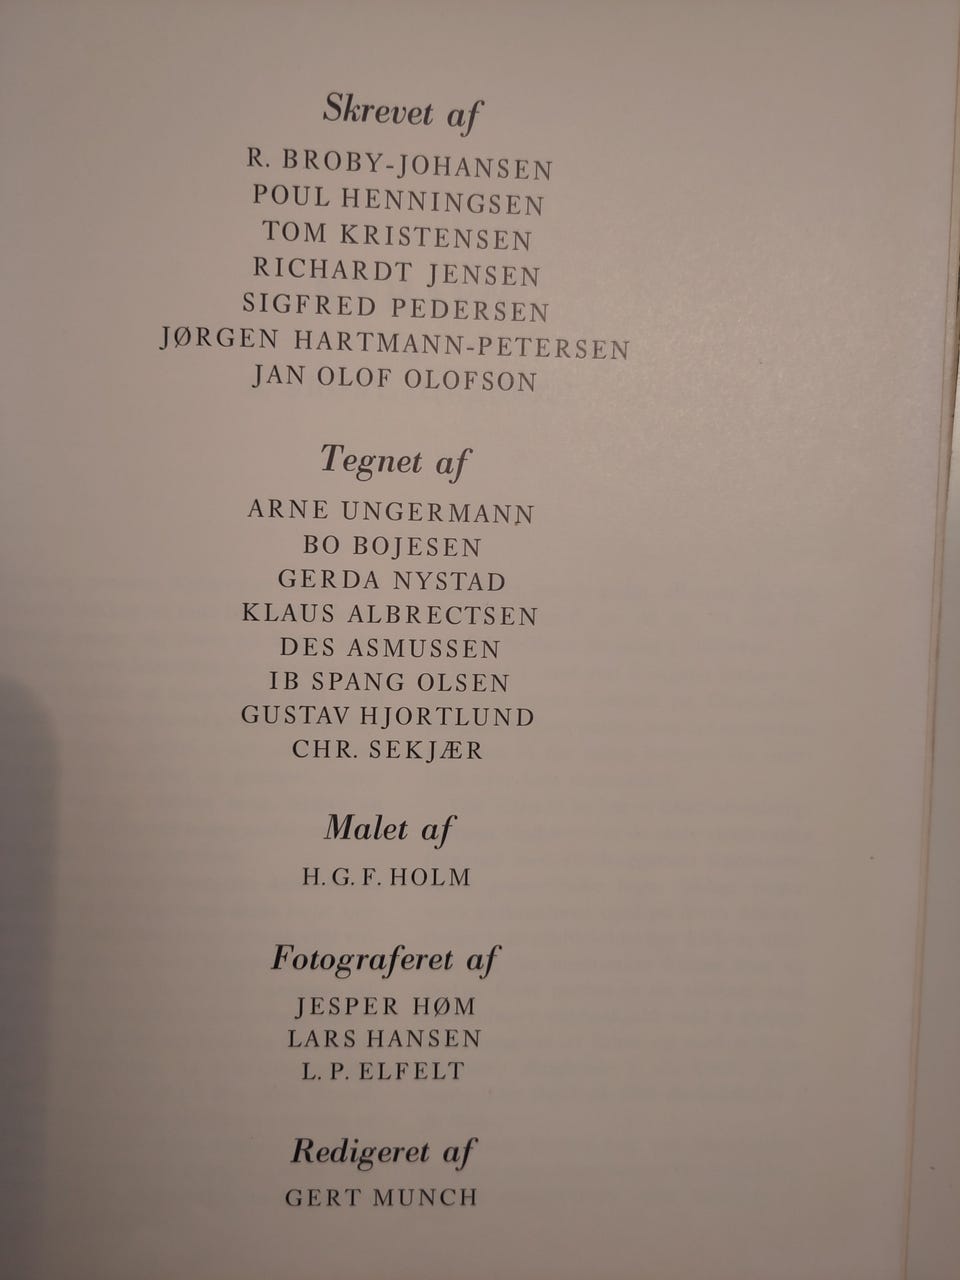 Skrevet af
R. BROBY-JOHANSEN
POUL HENNINGSEN
TOM KRISTENSEN
RICHARDT JENSEN
SIGFRED PEDERSEN
JØRGEN HARTMANN-PETERSEN
JAN OLOF OLOFSON
Tegnet af
ARNE UNGERMANN
BO BOJESEN
GERDA NYSTAD
KLAUS ALBRECTSEN
DES ASMUSSEN
IB SPANG OLSEN
GUSTAV HJORTLUND
CHR. SEKJÆR
Malet af
H. G. F. HOLM
Fotograferet af
JESPER HØM
LARS HANSEN
L. P. ELFELT
Redigeret af
GERT MUNCH